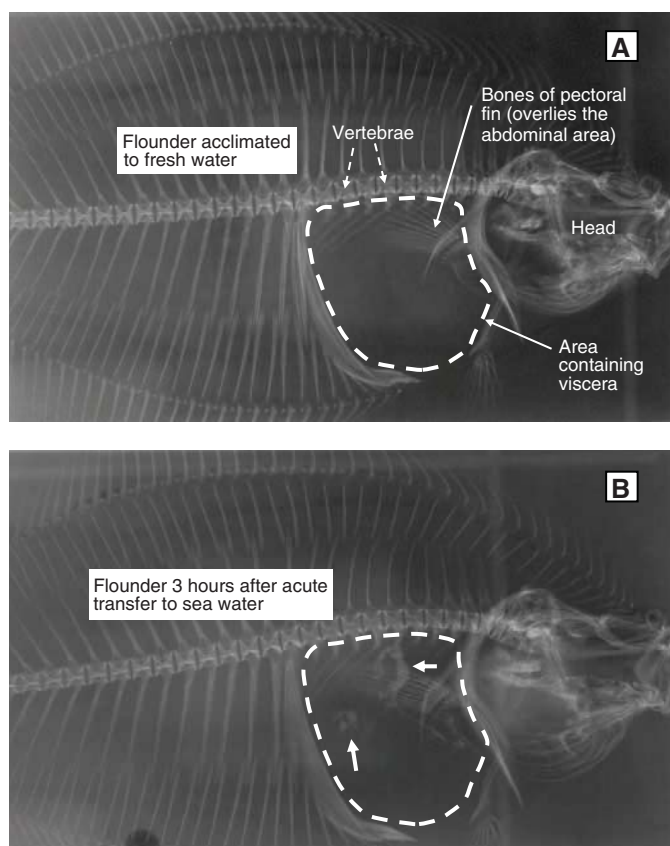 A
Bones of pectoral
fin (overlies the
abdominal area)
Flounder acclimated
to fresh water
Vertebrae
Head
Area
containing
viscera
B
Flounder 3 hours after acute
transfer to sea water